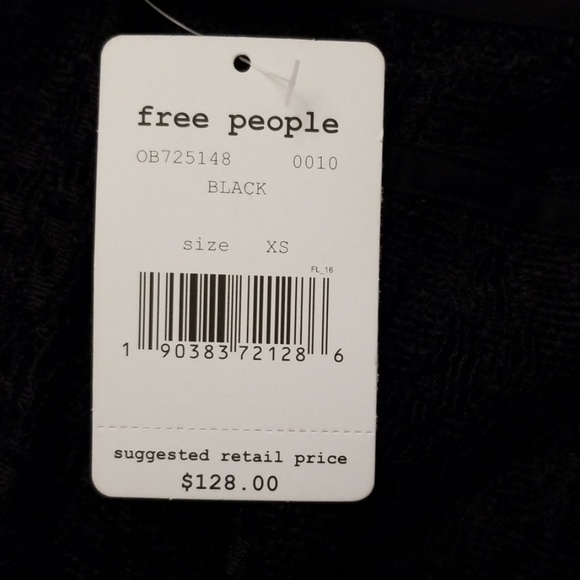 free people
OB725148 0010
BLACK
size XS
FL_16
1 90383 72128 6
suggested retail price
$128.00